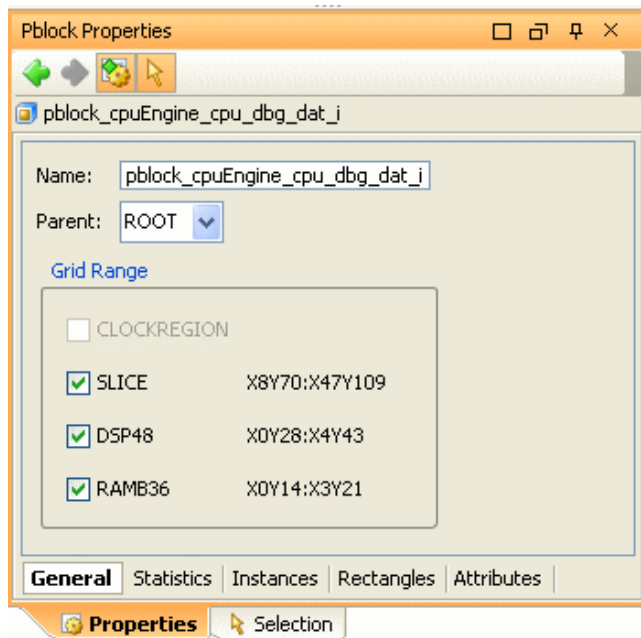 Pblock Properties
pblock_cpuEngine_cpu_dbg_dat_i
Name: pblock_cpuEngine_cpu_dbg_dat_i
Parent: ROOT
Grid Range
CLOCKREGION
SLICE X8Y70:X47Y109
DSP48 X0Y28:X4Y43
RAMB36 X0Y14:X3Y21
General Statistics Instances Rectangles Attributes
Properties Selection